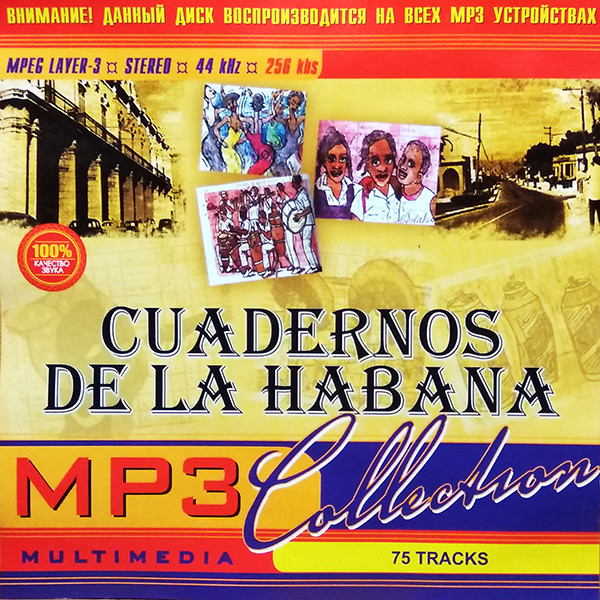 ВНИМАНИЕ! ДАННЫЙ ДИСК ВОСПРОИЗВОДИТСЯ НА ВСЕХ MP3 УСТРОЙСТВАХ
MPEG LAYER-3 ¤ STEREO ¤ 44 kHz ¤ 256 kbs
100%
КАЧЕСТВО
ЗВУКА
CUADERNOS
DE LA HABANA
MP3 Collection
MULTIMEDIA
75 TRACKS